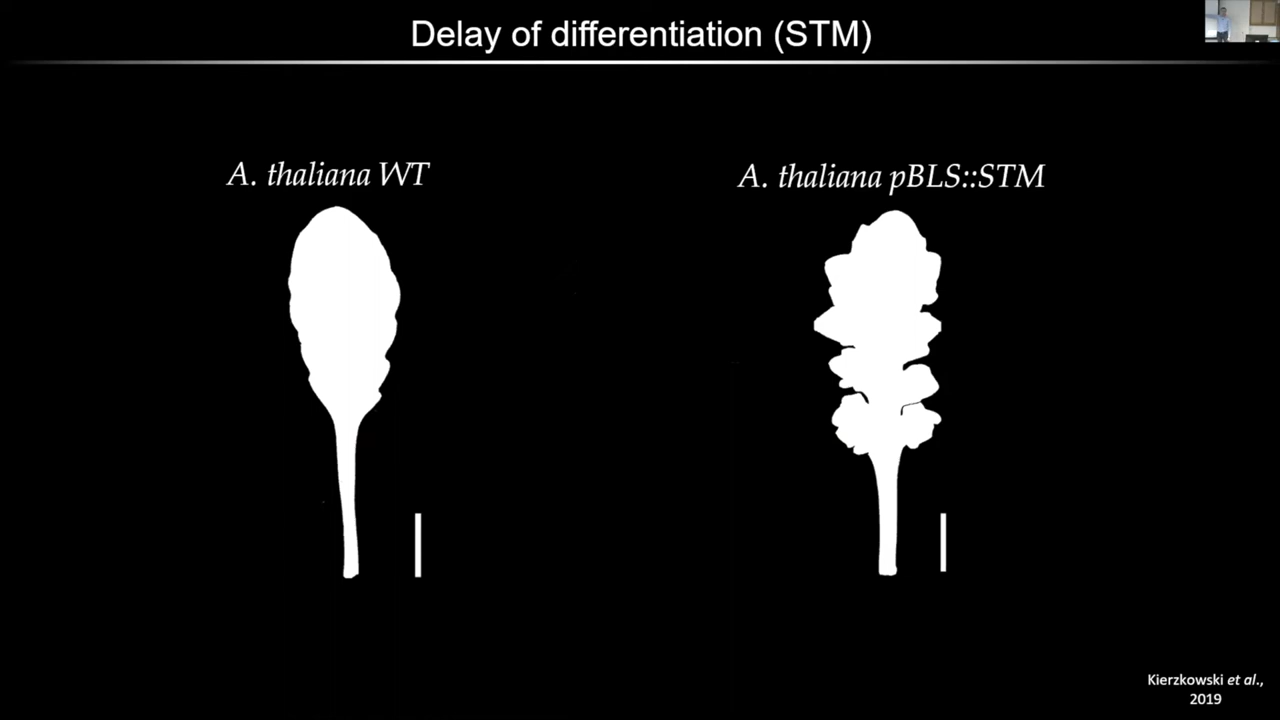 Delay of differentiation (STM)
A. thaliana WT
A. thaliana pBLS::STM
Kierzkowski et al.,
2019